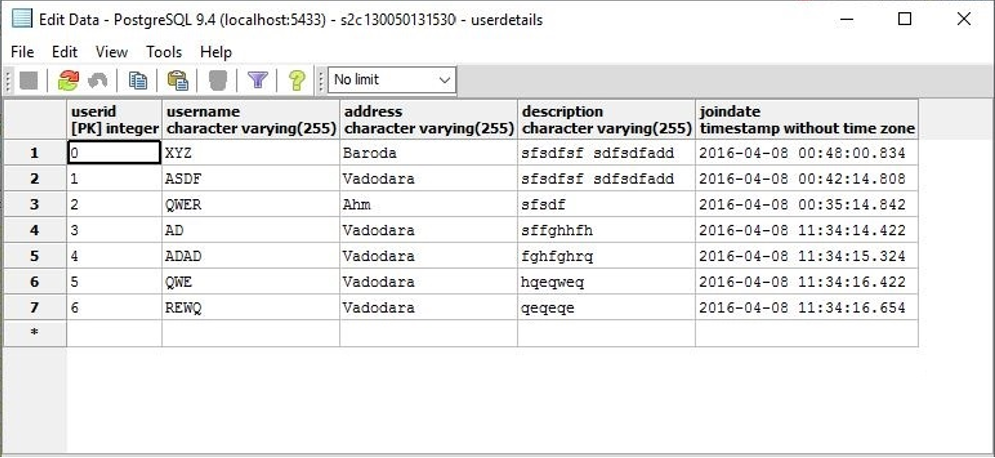 Edit Data - PostgreSQL 9.4 (localhost:5433) - s2c130050131530 - userdetails
File Edit View Tools Help
No limit
userid username address description joindate
[PK] integer character varying(255) character varying(255) character varying(255) timestamp without time zone
1 0 XYZ Baroda sfsdfsf sdfsdfadd 2016-04-08 00:48:00.834
2 1 ASDF Vadodara sfsdfsf sdfsdfadd 2016-04-08 00:42:14.808
3 2 QWER Ahm sfsdf 2016-04-08 00:35:14.842
4 3 AD Vadodara sffghhfh 2016-04-08 11:34:14.422
5 4 ADAD Vadodara fghfghrq 2016-04-08 11:34:15.324
6 5 QWE Vadodara hqeqweq 2016-04-08 11:34:16.422
7 6 REWQ Vadodara qeqeqe 2016-04-08 11:34:16.654
*